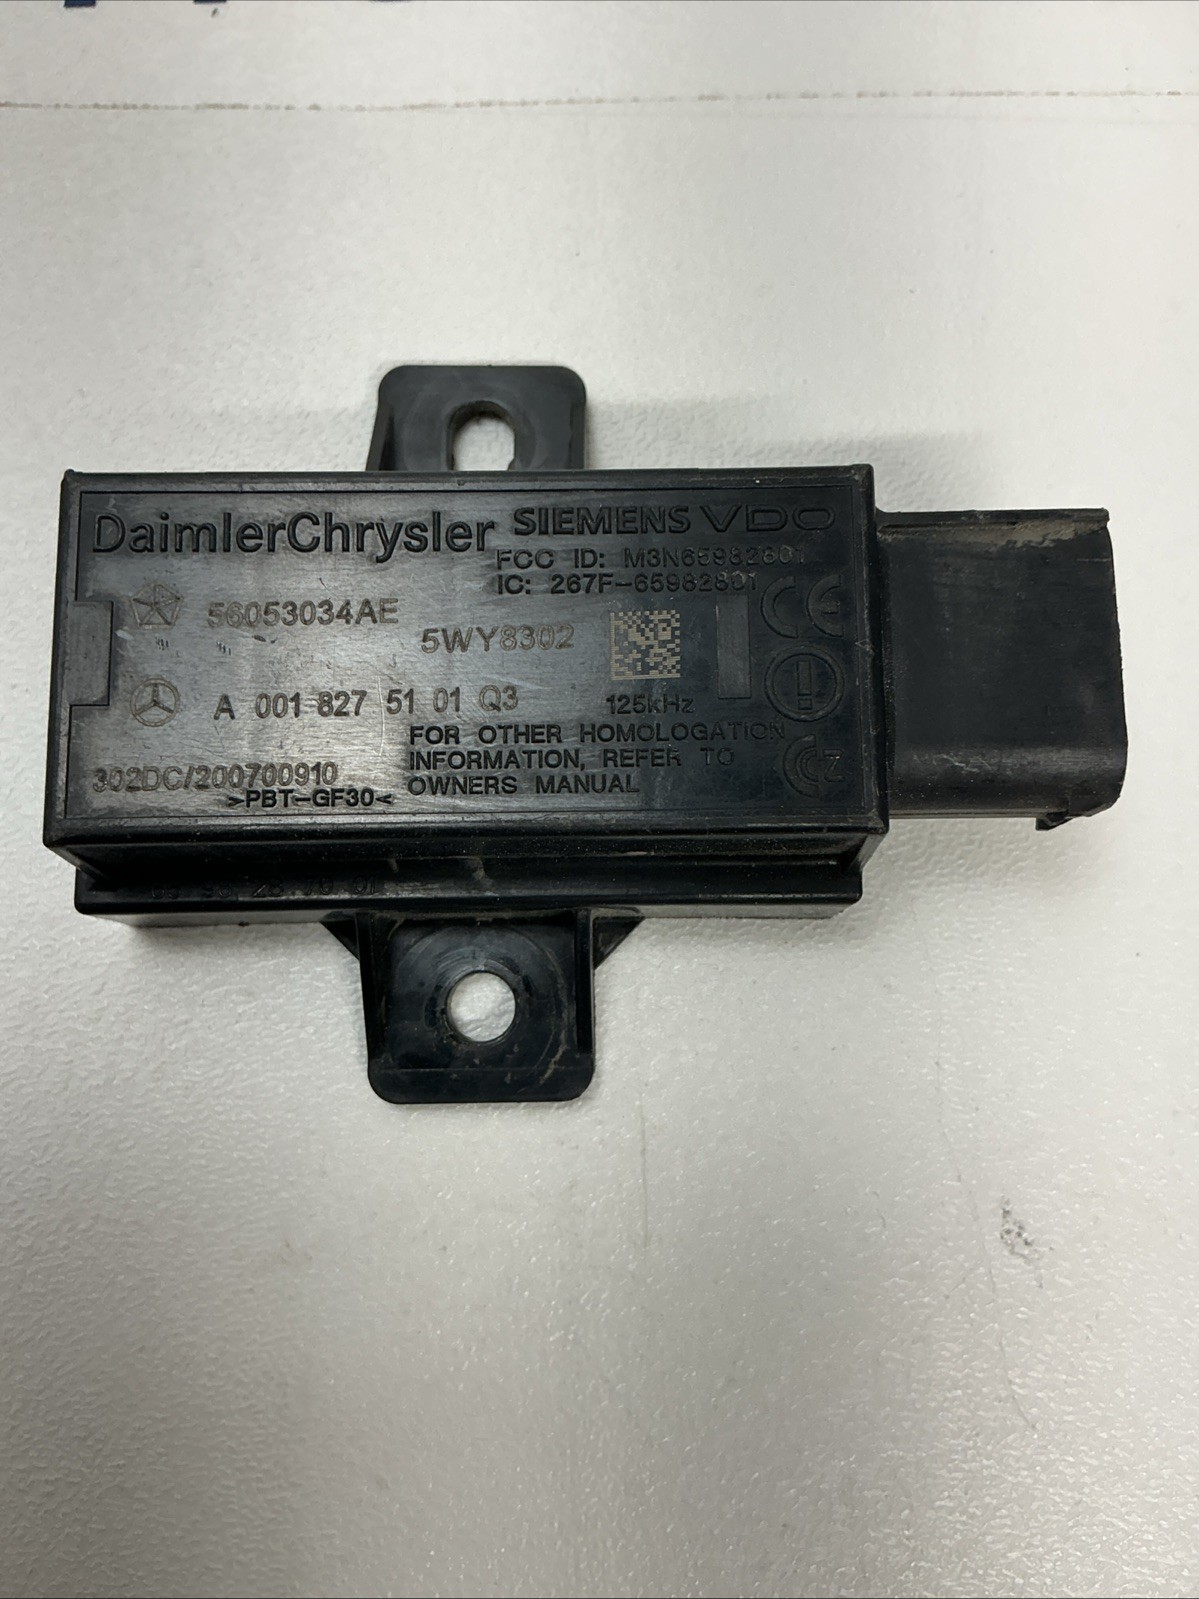 DaimlerChrysler SIEMENS VDO
FCC ID: M3N65982801
IC: 267F-65982801
56053034AE
5WY8302
CE
A 001 827 51 01 Q3
125kHz
FOR OTHER HOMOLOGATION
INFORMATION, REFER TO
OWNERS MANUAL
302DC/200700910
>PBT-GF30<